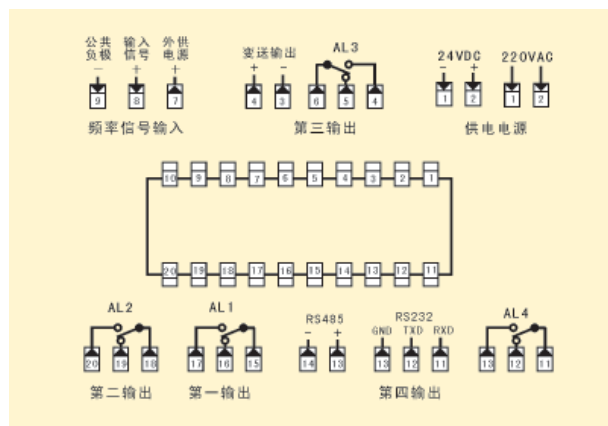 公共 输入 外供
负极 信号 电源
− + +
9 8 7
频率信号输入
变送输出 AL3
+ −
4 3 6 5 4
第三输出
24VDC 220VAC
− +
1 2 1 2
供电电源
10 9 8 7 6 5 4 3 2 1
20 19 18 17 16 15 14 13 12 11
AL2
20 19 18
第二输出
AL1
17 16 15
第一输出
RS485 RS232
− + GND TXD RXD
14 13 13 12 11
AL4
13 12 11
第四输出